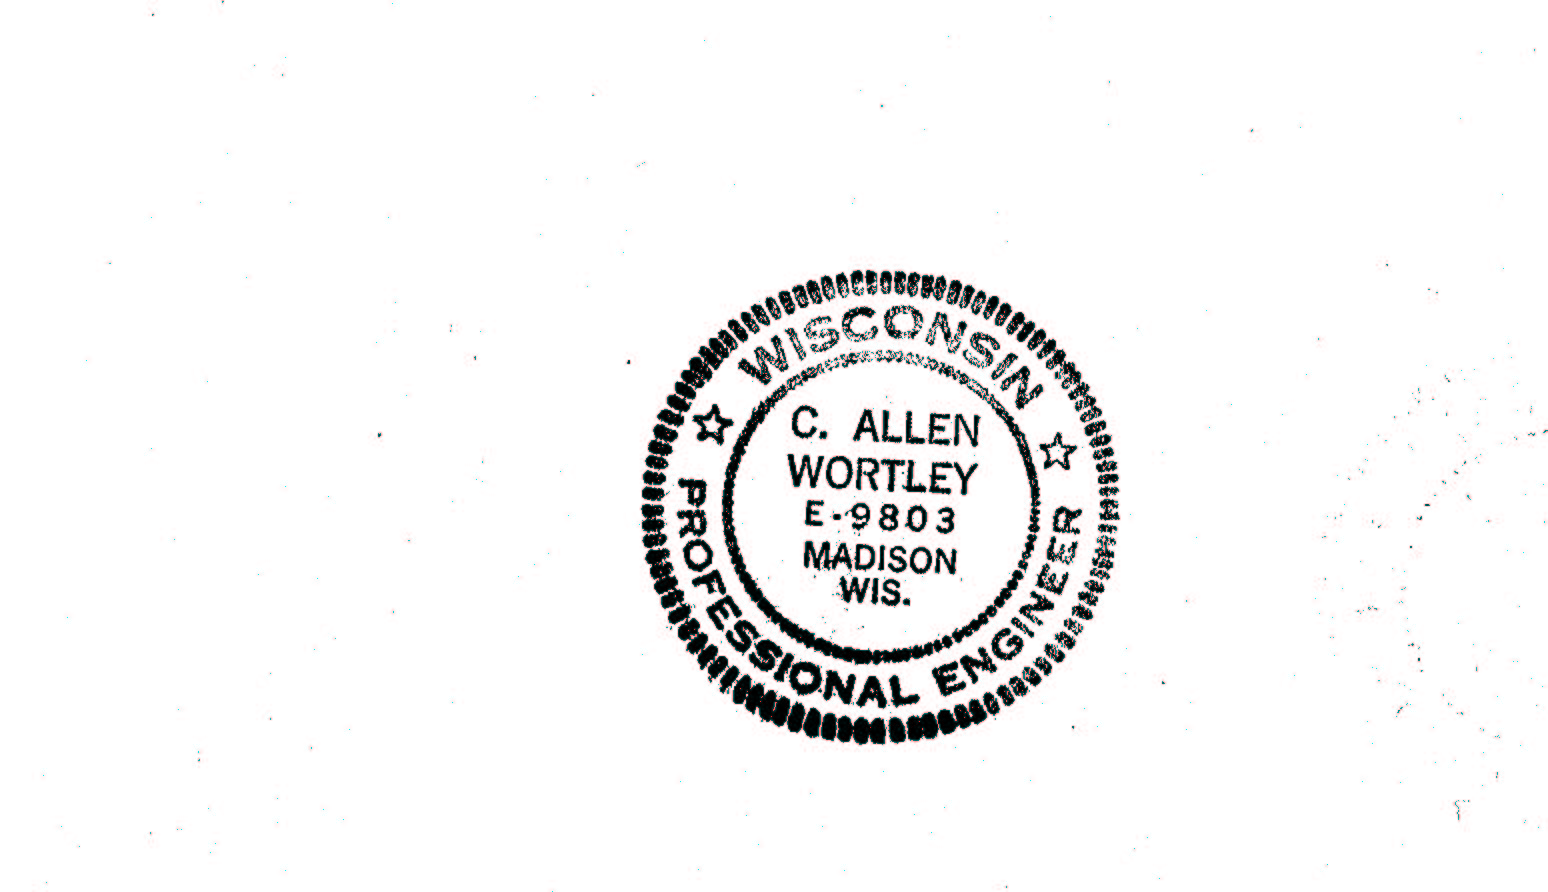 WISCONSIN
C. ALLEN
WORTLEY
E-9803
MADISON
WIS.
PROFESSIONAL ENGINEER